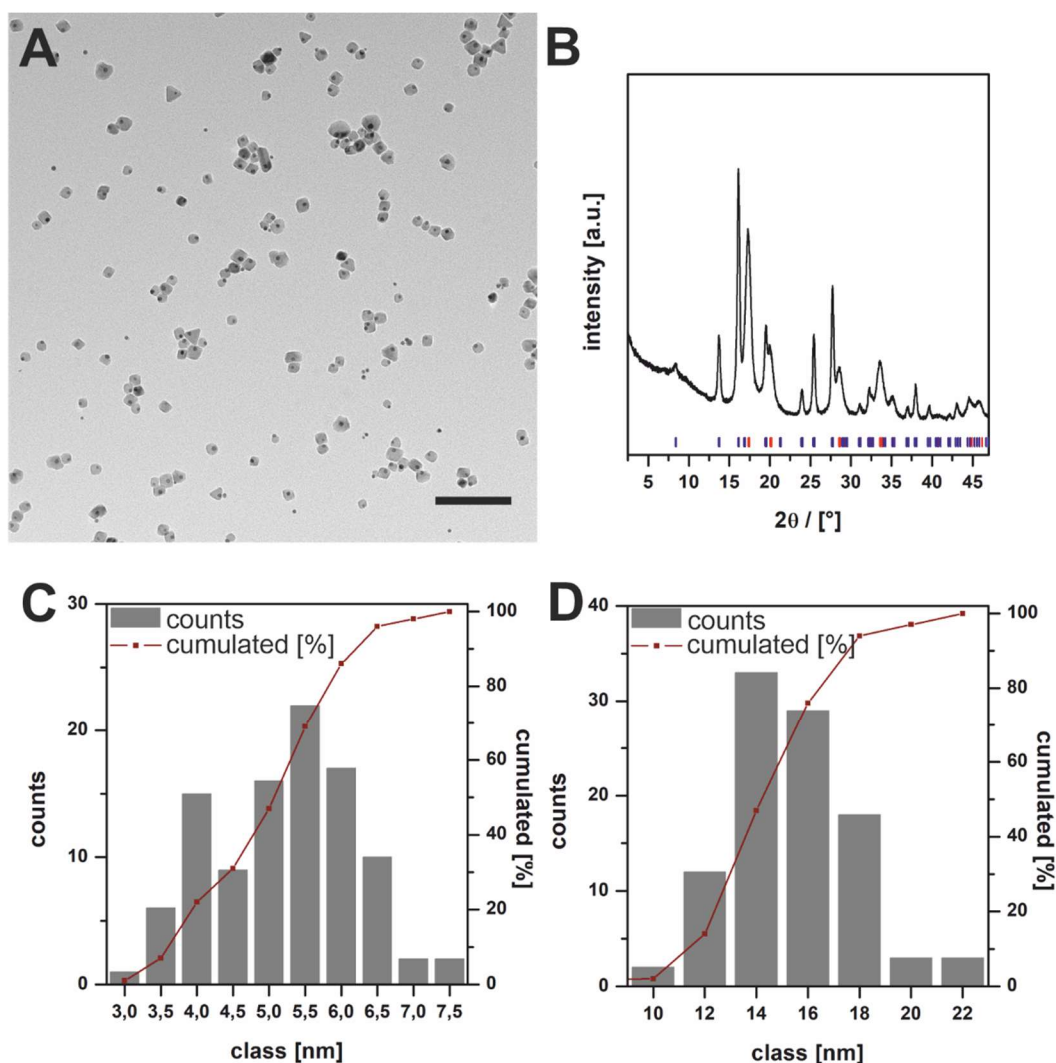 A
B
intensity [a.u.]
5 10 15 20 25 30 35 40 45
2θ / [°]
C
counts
cumulated [%]
30
20
10
0
counts
100
80
60
40
20
0
cumulated [%]
3,0 3,5 4,0 4,5 5,0 5,5 6,0 6,5 7,0 7,5
class [nm]
D
counts
cumulated [%]
40
30
20
10
0
counts
100
80
60
40
20
0
cumulated [%]
10 12 14 16 18 20 22
class [nm]